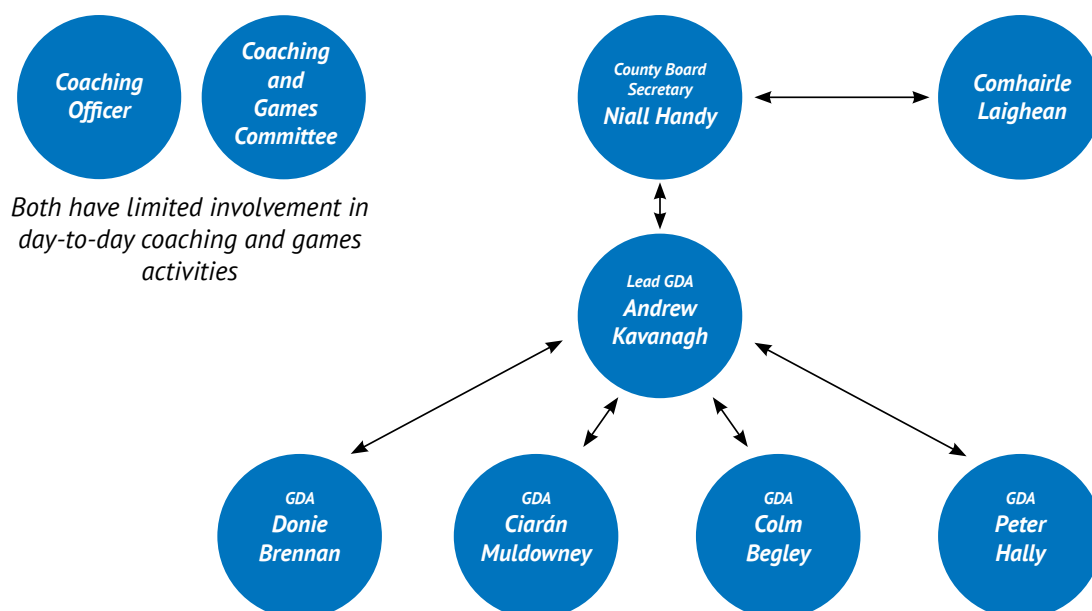 Coaching
Officer
Coaching
and
Games
Committee
Both have limited involvement in
day-to-day coaching and games
activities
County Board
Secretary
Niall Handy
Comhairle
Laighean
Lead GDA
Andrew
Kavanagh
GDA
Donie
Brennan
GDA
Ciarán
Muldowney
GDA
Colm
Begley
GDA
Peter
Hally